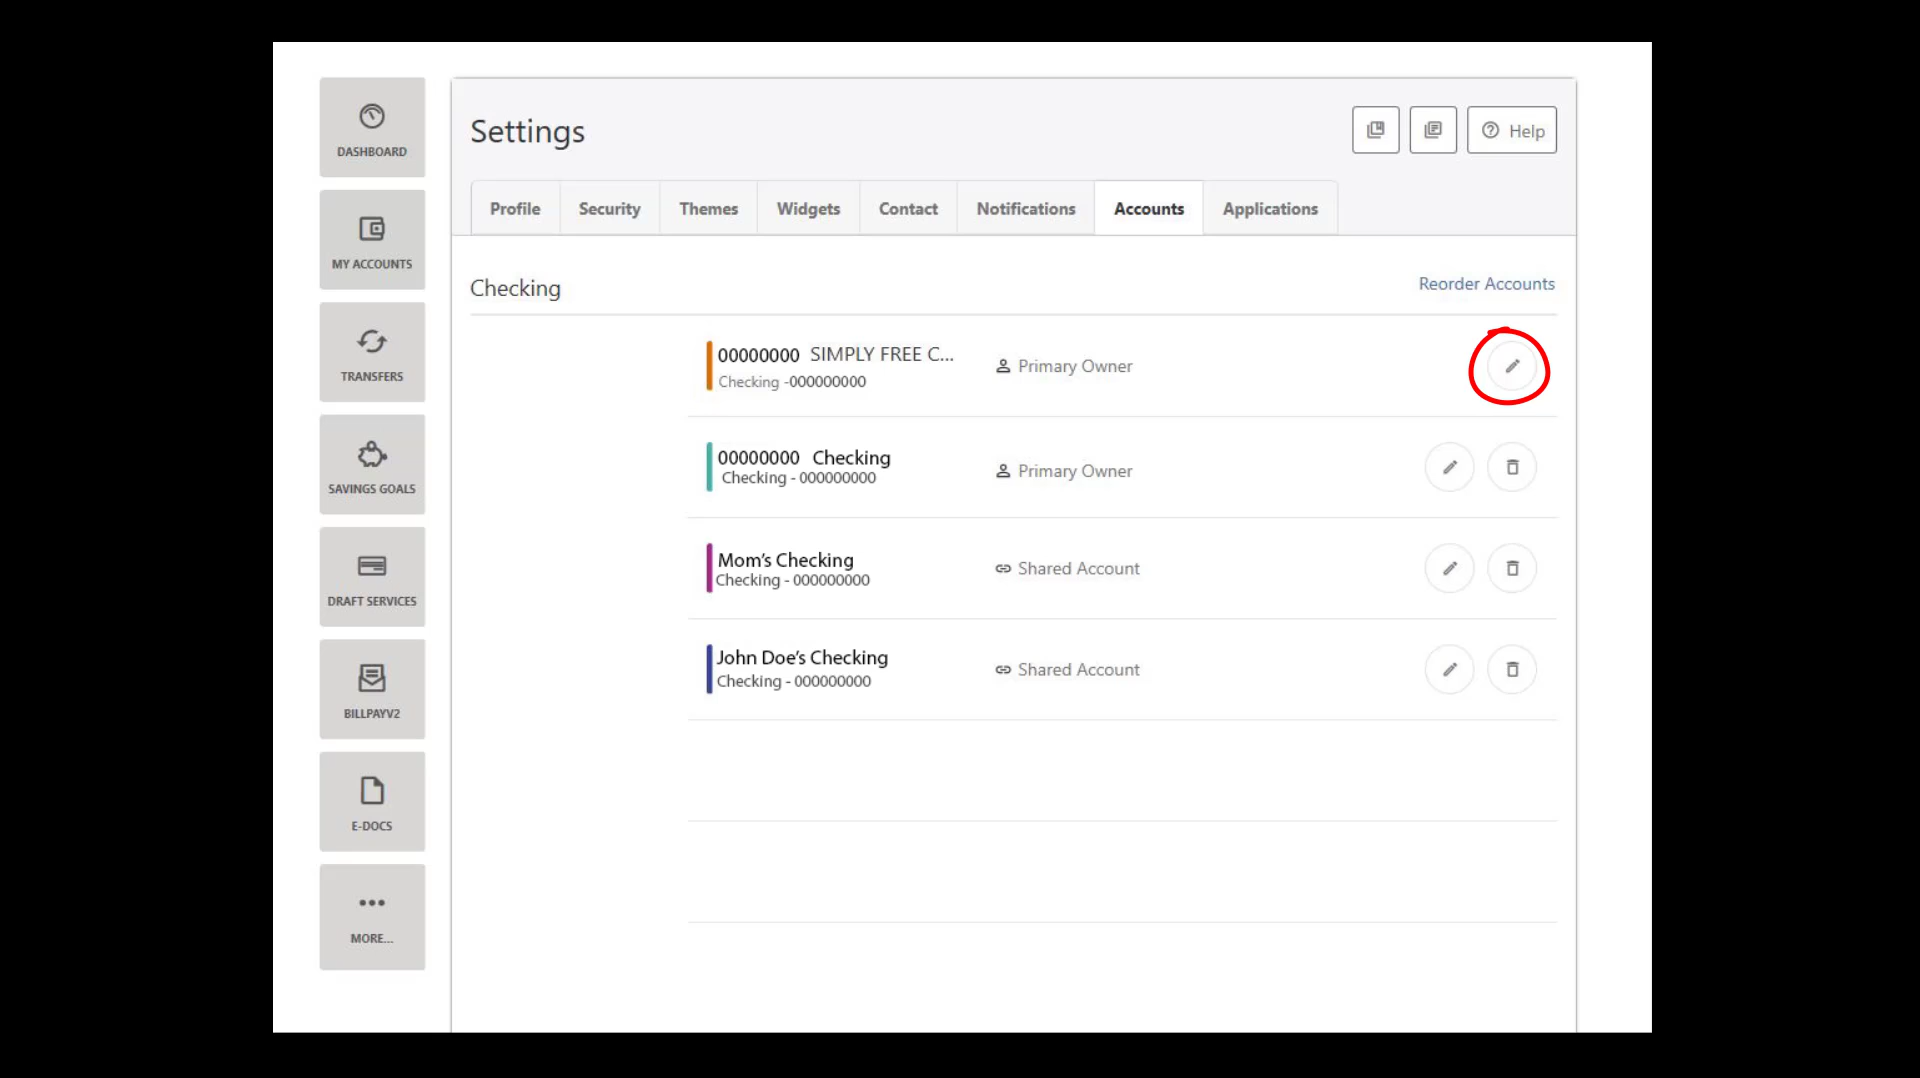 DASHBOARD
MY ACCOUNTS
TRANSFERS
SAVINGS GOALS
DRAFT SERVICES
BILLPAYV2
E-DOCS
MORE...
Settings
Help
Profile
Security
Themes
Widgets
Contact
Notifications
Accounts
Applications
Checking
Reorder Accounts
00000000 SIMPLY FREE C...
Checking -000000000
Primary Owner
00000000 Checking
Checking - 000000000
Primary Owner
Mom's Checking
Checking - 000000000
Shared Account
John Doe's Checking
Checking - 000000000
Shared Account